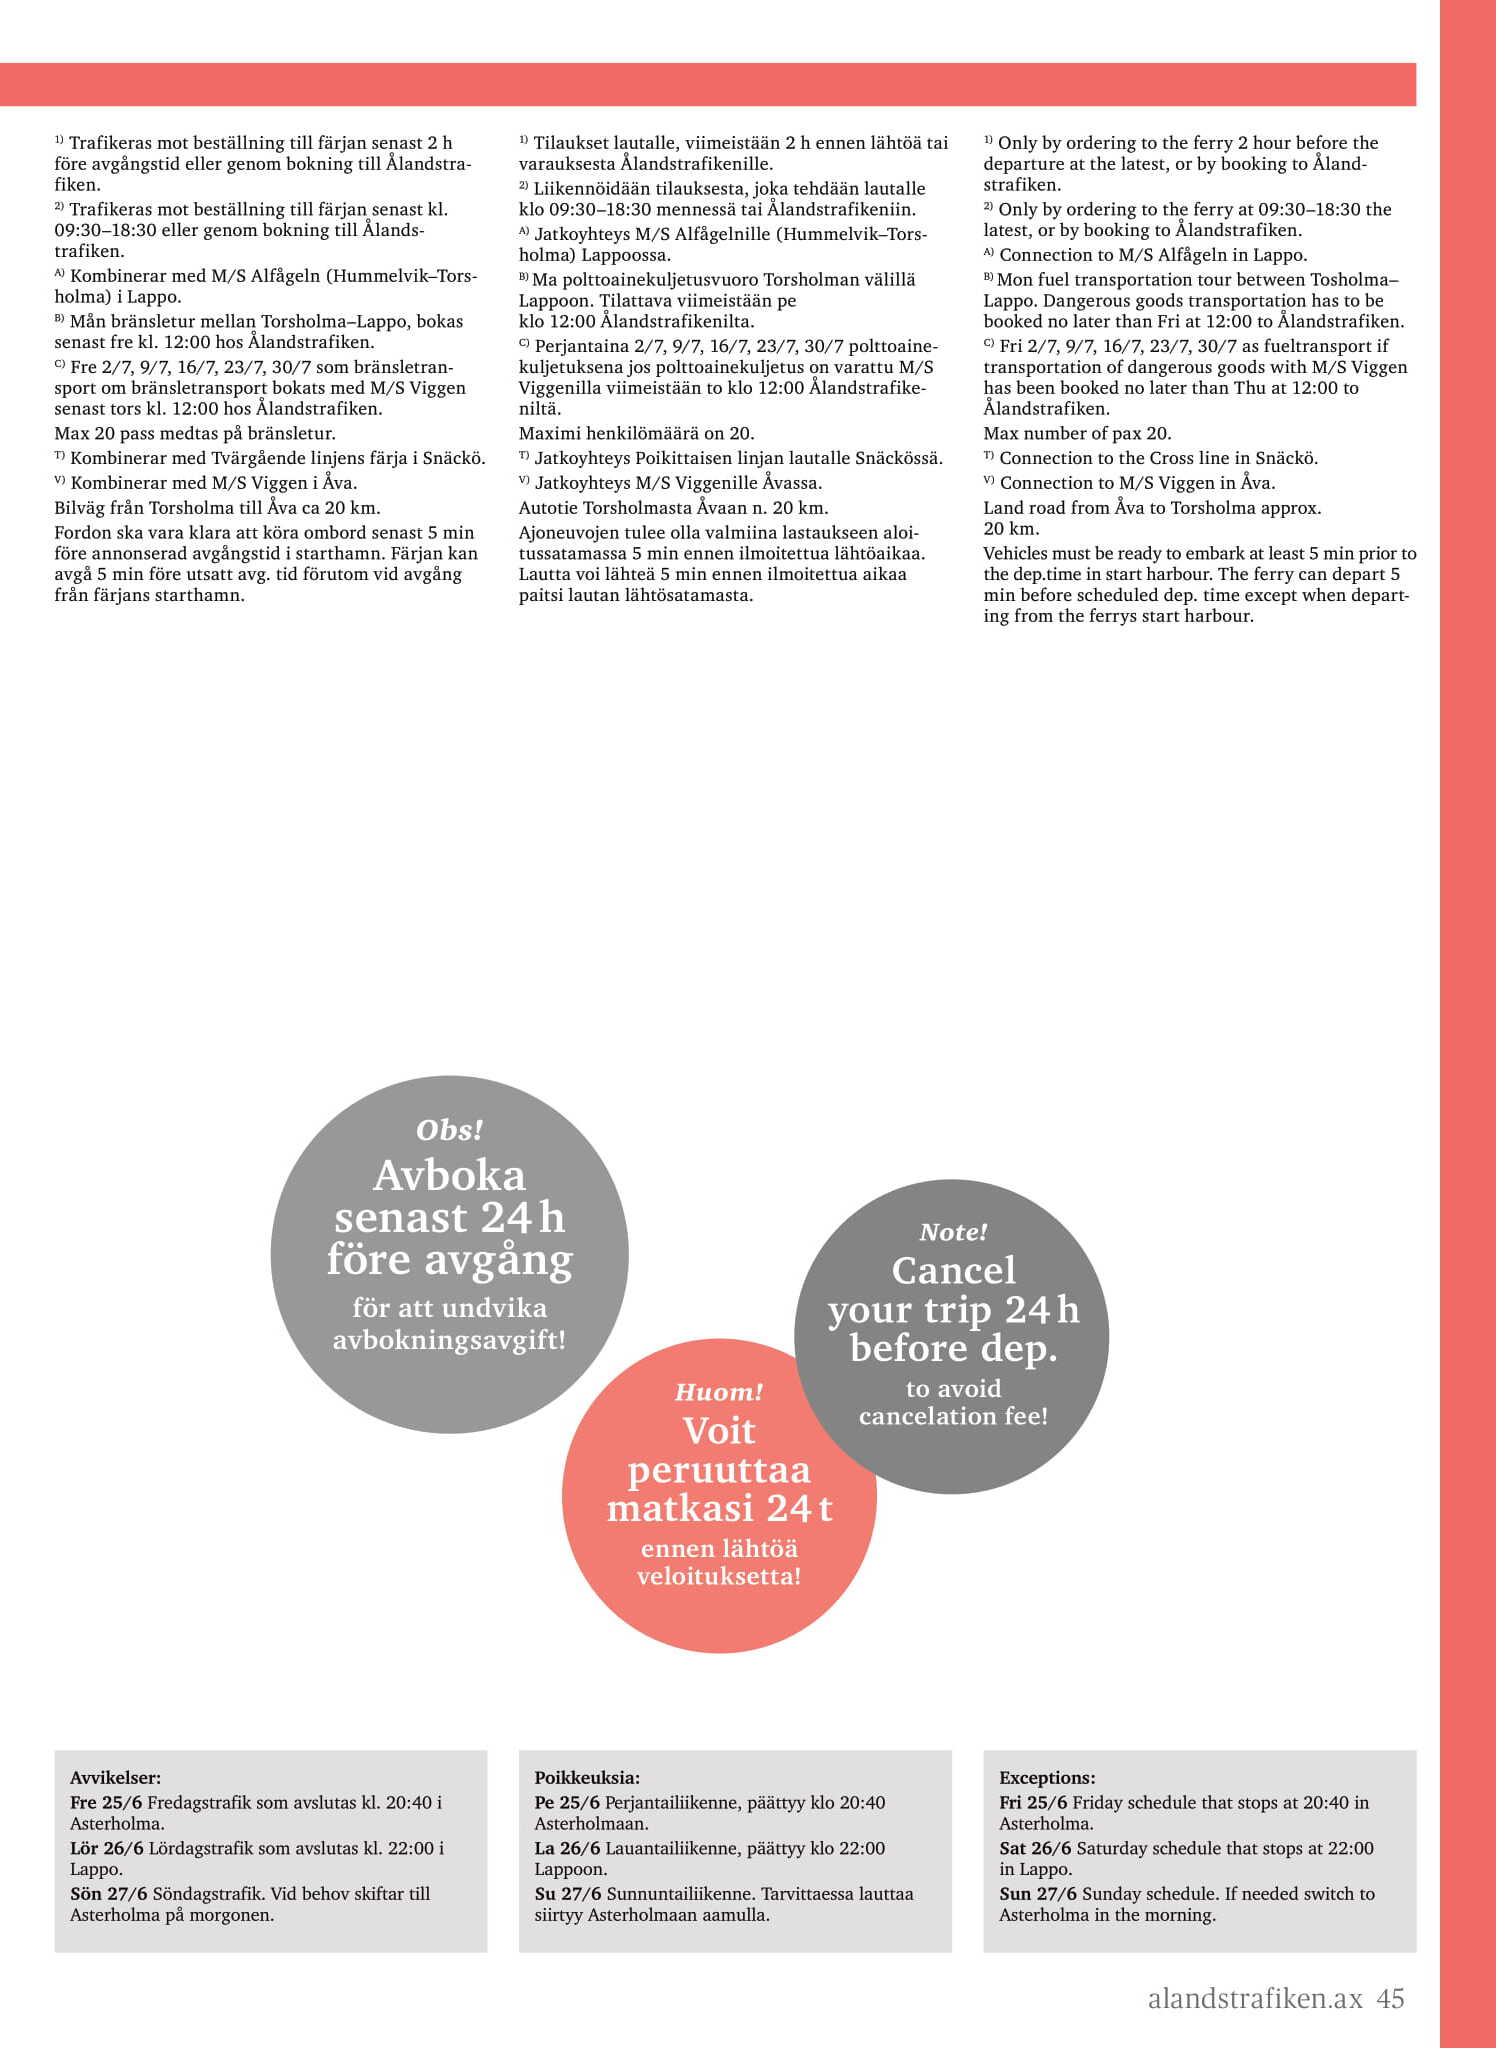 1) Trafikeras mot beställning till färjan senast 2 h
före avgångstid eller genom bokning till Ålandstra-
fiken.
2) Trafikeras mot beställning till färjan senast kl.
09:30–18:30 eller genom bokning till Ålands-
trafiken.
A) Kombinerar med M/S Alfågeln (Hummelvik–Tors-
holma) i Lappo.
B) Mån bränsletur mellan Torsholma–Lappo, bokas
senast fre kl. 12:00 hos Ålandstrafiken.
C) Fre 2/7, 9/7, 16/7, 23/7, 30/7 som bränsletran-
sport om bränsletransport bokats med M/S Viggen
senast tors kl. 12:00 hos Ålandstrafiken.
Max 20 pass medtas på bränsletur.
T) Kombinerar med Tvärgående linjens färja i Snäckö.
V) Kombinerar med M/S Viggen i Åva.
Bilväg från Torsholma till Åva ca 20 km.
Fordon ska vara klara att köra ombord senast 5 min
före annonserad avgångstid i starthamn. Färjan kan
avgå 5 min före utsatt avg. tid förutom vid avgång
från färjans starthamn.
1) Tilaukset lautalle, viimeistään 2 h ennen lähtöä tai
varauksesta Ålandstrafikenille.
2) Liikennöidään tilauksesta, joka tehdään lautalle
klo 09:30–18:30 mennessä tai Ålandstrafikeniin.
A) Jatkoyhteys M/S Alfågelnille (Hummelvik–Tors-
holma) Lappoossa.
B) Ma polttoainekuljetusvuoro Torsholman välillä
Lappoon. Tilattava viimeistään pe
klo 12:00 Ålandstrafikenilta.
C) Perjantaina 2/7, 9/7, 16/7, 23/7, 30/7 polttoaine-
kuljetuksena jos polttoainekuljetus on varattu M/S
Viggenilla viimeistään to klo 12:00 Ålandstrafike-
niltä.
Maximi henkilömäärä on 20.
T) Jatkoyhteys Poikittaisen linjan lautalle Snäckössä.
V) Jatkoyhteys M/S Viggenille Åvassa.
Autotie Torsholmasta Åvaan n. 20 km.
Ajoneuvojen tulee olla valmiina lastaukseen aloi-
tussatamassa 5 min ennen ilmoitettua lähtöaikaa.
Lautta voi lähteä 5 min ennen ilmoitettua aikaa
paitsi lautan lähtösatamasta.
1) Only by ordering to the ferry 2 hour before the
departure at the latest, or by booking to Åland-
strafiken.
2) Only by ordering to the ferry at 09:30–18:30 the
latest, or by booking to Ålandstrafiken.
A) Connection to M/S Alfågeln in Lappo.
B) Mon fuel transportation tour between Tosholma–
Lappo. Dangerous goods transportation has to be
booked no later than Fri at 12:00 to Ålandstrafiken.
C) Fri 2/7, 9/7, 16/7, 23/7, 30/7 as fueltransport if
transportation of dangerous goods with M/S Viggen
has been booked no later than Thu at 12:00 to
Ålandstrafiken.
Max number of pax 20.
T) Connection to the Cross line in Snäckö.
V) Connection to M/S Viggen in Åva.
Land road from Åva to Torsholma approx.
20 km.
Vehicles must be ready to embark at least 5 min prior to
the dep.time in start harbour. The ferry can depart 5
min before scheduled dep. time except when depart-
ing from the ferrys start harbour.
Obs!
Avboka
senast 24 h
före avgång
för att undvika
avbokningsavgift!
Note!
Cancel
your trip 24 h
before dep.
to avoid
cancelation fee!
Huom!
Voit
peruuttaa
matkasi 24 t
ennen lähtöä
veloituksetta!
Avvikelser:
Fre 25/6 Fredagstrafik som avslutas kl. 20:40 i
Asterholma.
Lör 26/6 Lördagstrafik som avslutas kl. 22:00 i
Lappo.
Sön 27/6 Söndagstrafik. Vid behov skiftar till
Asterholma på morgonen.
Poikkeuksia:
Pe 25/6 Perjantailiikenne, päättyy klo 20:40
Asterholmaan.
La 26/6 Lauantailiikenne, päättyy klo 22:00
Lappoon.
Su 27/6 Sunnuntailiikenne. Tarvittaessa lauttaa
siirtyy Asterholmaan aamulla.
Exceptions:
Fri 25/6 Friday schedule that stops at 20:40 in
Asterholma.
Sat 26/6 Saturday schedule that stops at 22:00
in Lappo.
Sun 27/6 Sunday schedule. If needed switch to
Asterholma in the morning.
alandstrafiken.ax 45